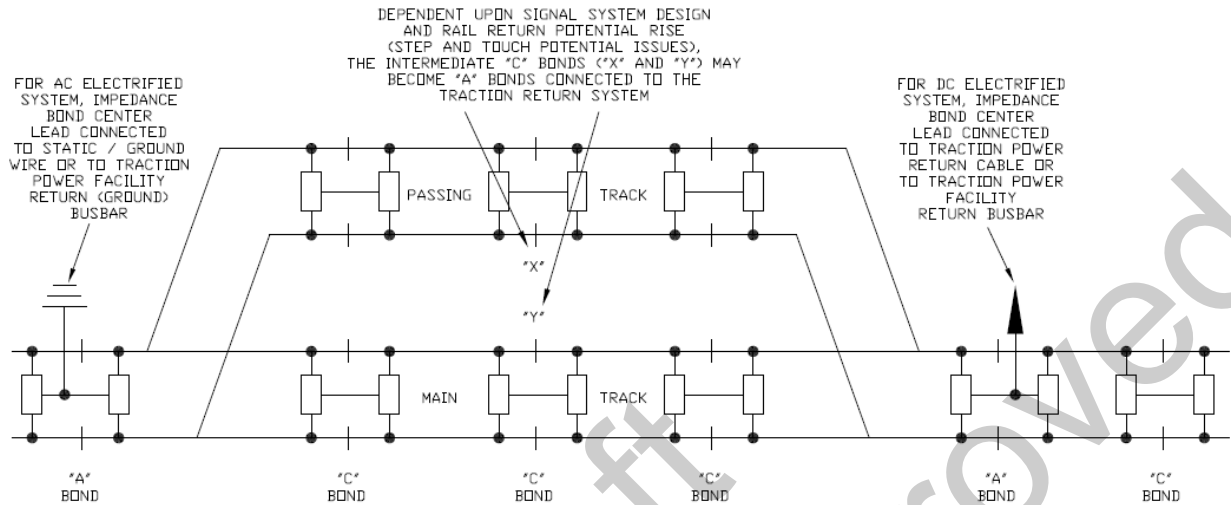 DEPENDENT UPON SIGNAL SYSTEM DESIGN
AND RAIL RETURN POTENTIAL RISE
(STEP AND TOUCH POTENTIAL ISSUES),
THE INTERMEDIATE "C" BONDS ("X" AND "Y") MAY
BECOME "A" BONDS CONNECTED TO THE
TRACTION RETURN SYSTEM
FOR AC ELECTRIFIED
SYSTEM, IMPEDANCE
BOND CENTER
LEAD CONNECTED
TO STATIC / GROUND
WIRE OR TO TRACTION
POWER FACILITY
RETURN (GROUND)
BUSBAR
FOR DC ELECTRIFIED
SYSTEM, IMPEDANCE
BOND CENTER
LEAD CONNECTED
TO TRACTION POWER
RETURN CABLE OR
TO TRACTION POWER
FACILITY
RETURN BUSBAR
PASSING TRACK
"X"
"Y"
MAIN TRACK
"A"
BOND
"C"
BOND
"C"
BOND
"C"
BOND
"A"
BOND
"C"
BOND